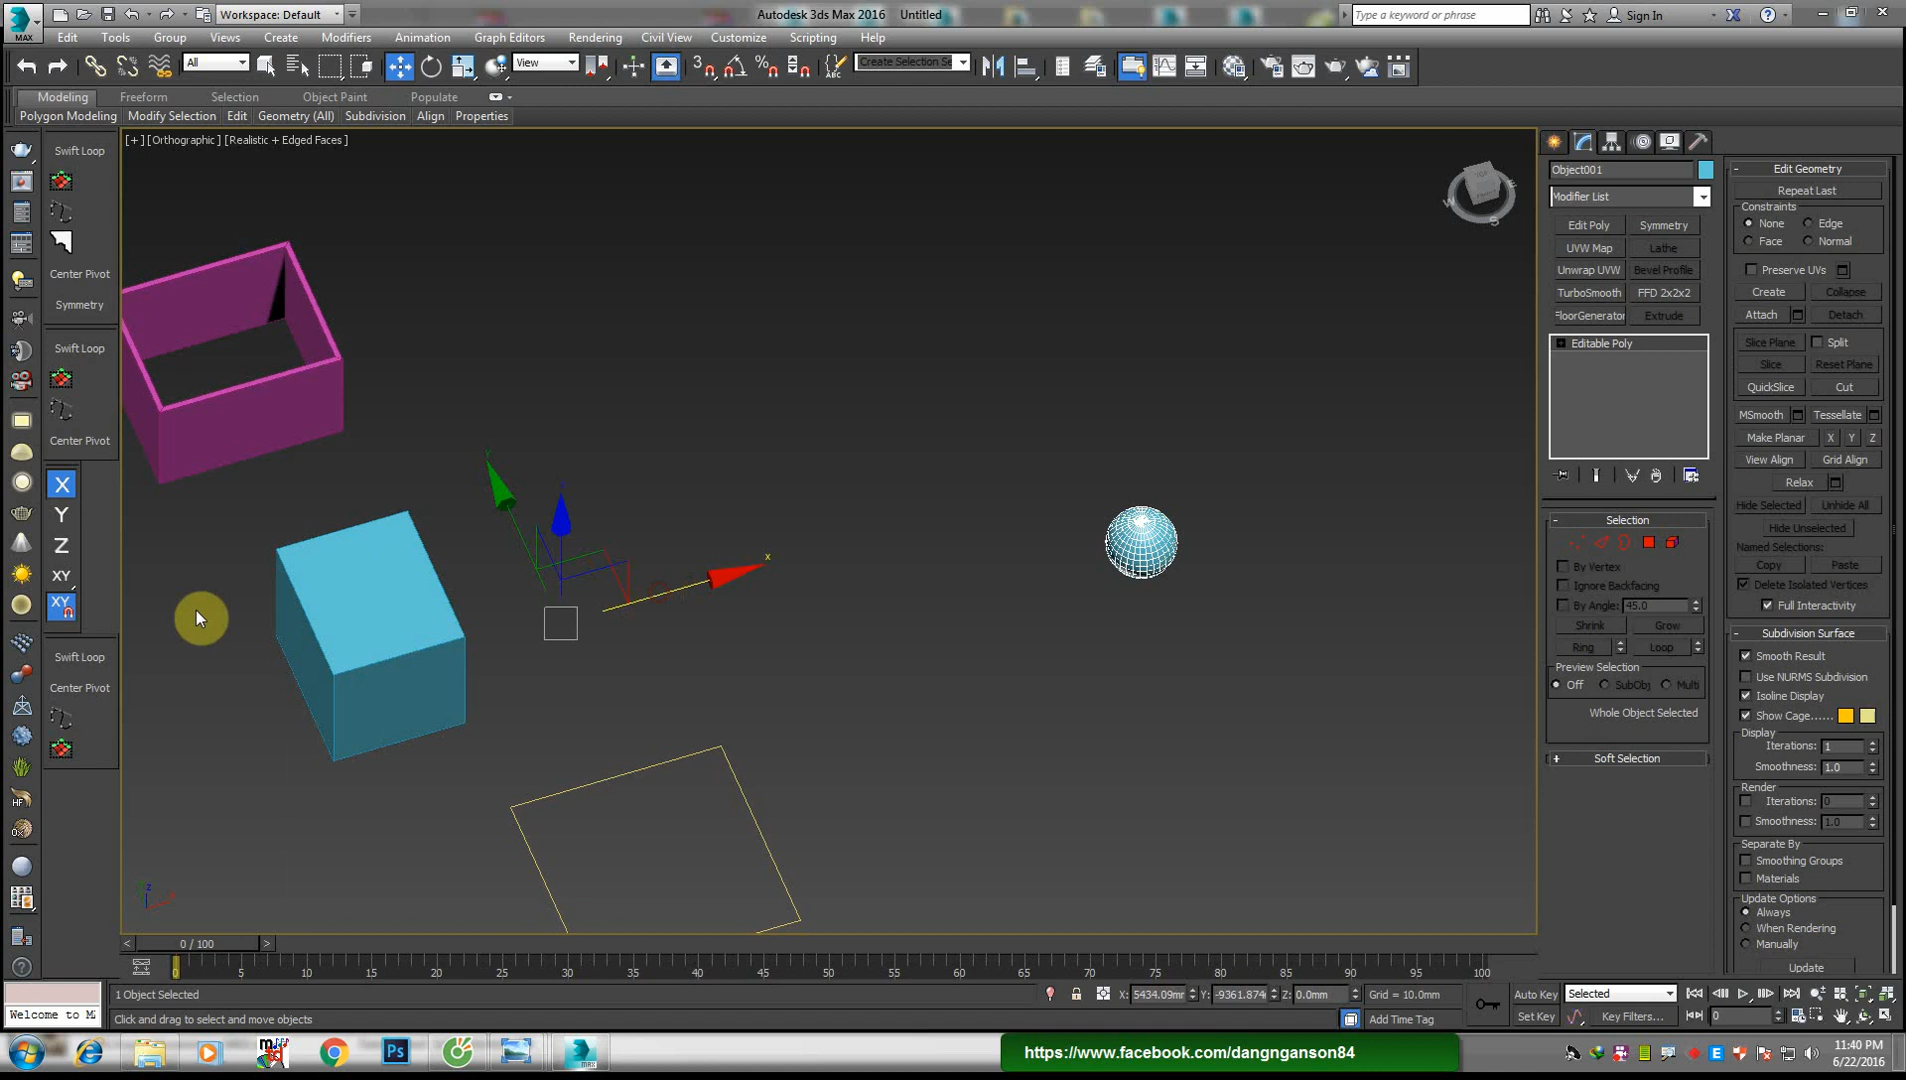 MAX
Workspace: Default
Autodesk 3ds Max 2016 Untitled
Type a keyword or phrase
Sign In
Edit Tools Group Views Create Modifiers Animation Graph Editors Rendering Civil View Customize Scripting Help
All
View
Create Selection Se
Modeling Freeform Selection Object Paint Populate
Polygon Modeling Modify Selection Edit Geometry (All) Subdivision Align Properties
[+] [Orthographic] [Realistic + Edged Faces]
Swift Loop
Center Pivot
Symmetry
Swift Loop
Center Pivot
X
Y
Z
XY
XY
Swift Loop
Center Pivot
Object001
Modifier List
Edit Poly Symmetry
UVW Map Lathe
Unwrap UVW Bevel Profile
TurboSmooth FFD 2x2x2
FloorGenerator Extrude
Editable Poly
Selection
By Vertex
Ignore Backfacing
By Angle: 45.0
Shrink Grow
Ring Loop
Preview Selection
Off SubObj Multi
Whole Object Selected
Soft Selection
Edit Geometry
Repeat Last
Constraints
None Edge
Face Normal
Preserve UVs
Create Collapse
Attach Detach
Slice Plane Split
Slice Reset Plane
QuickSlice Cut
MSmooth Tessellate
Make Planar X Y Z
View Align Grid Align
Relax
Hide Selected Unhide All
Hide Unselected
Named Selections:
Copy Paste
Delete Isolated Vertices
Full Interactivity
Subdivision Surface
Smooth Result
Use NURMS Subdivision
Isoline Display
Show Cage......
Display
Iterations: 1
Smoothness: 1.0
Render
Iterations: 0
Smoothness: 1.0
Separate By
Smoothing Groups
Materials
Update Options
Always
When Rendering
Manually
Update
0 / 100
0 5 10 15 20 25 30 35 40 45 50 55 60 65 70 75 80 85 90 95 100
1 Object Selected
X: 5434.09mm Y: -9361.874 Z: 0.0mm Grid = 10.0mm
Auto Key Selected
Welcome to M
Click and drag to select and move objects
Add Time Tag
Set Key Key Filters... 0
Ps
https://www.facebook.com/dangnganson84
11:40 PM
6/22/2016